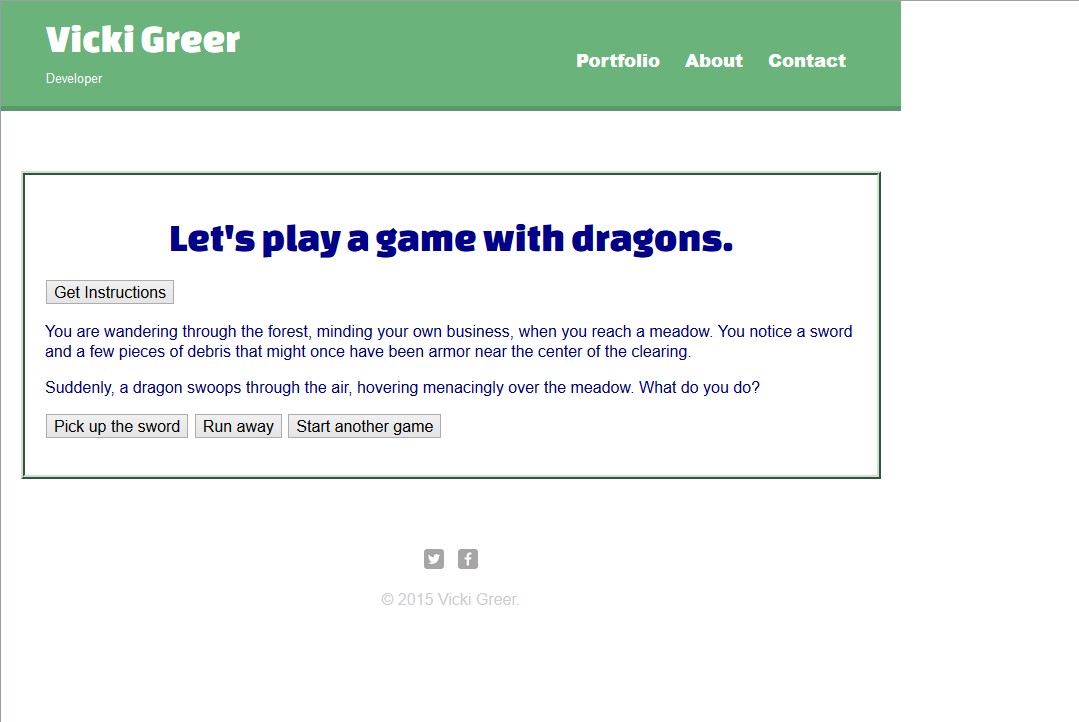 Vicki Greer
Developer
Portfolio About Contact
Let's play a game with dragons.
Get Instructions
You are wandering through the forest, minding your own business, when you reach a meadow. You notice a sword
and a few pieces of debris that might once have been armor near the center of the clearing.
Suddenly, a dragon swoops through the air, hovering menacingly over the meadow. What do you do?
Pick up the sword Run away Start another game
© 2015 Vicki Greer.